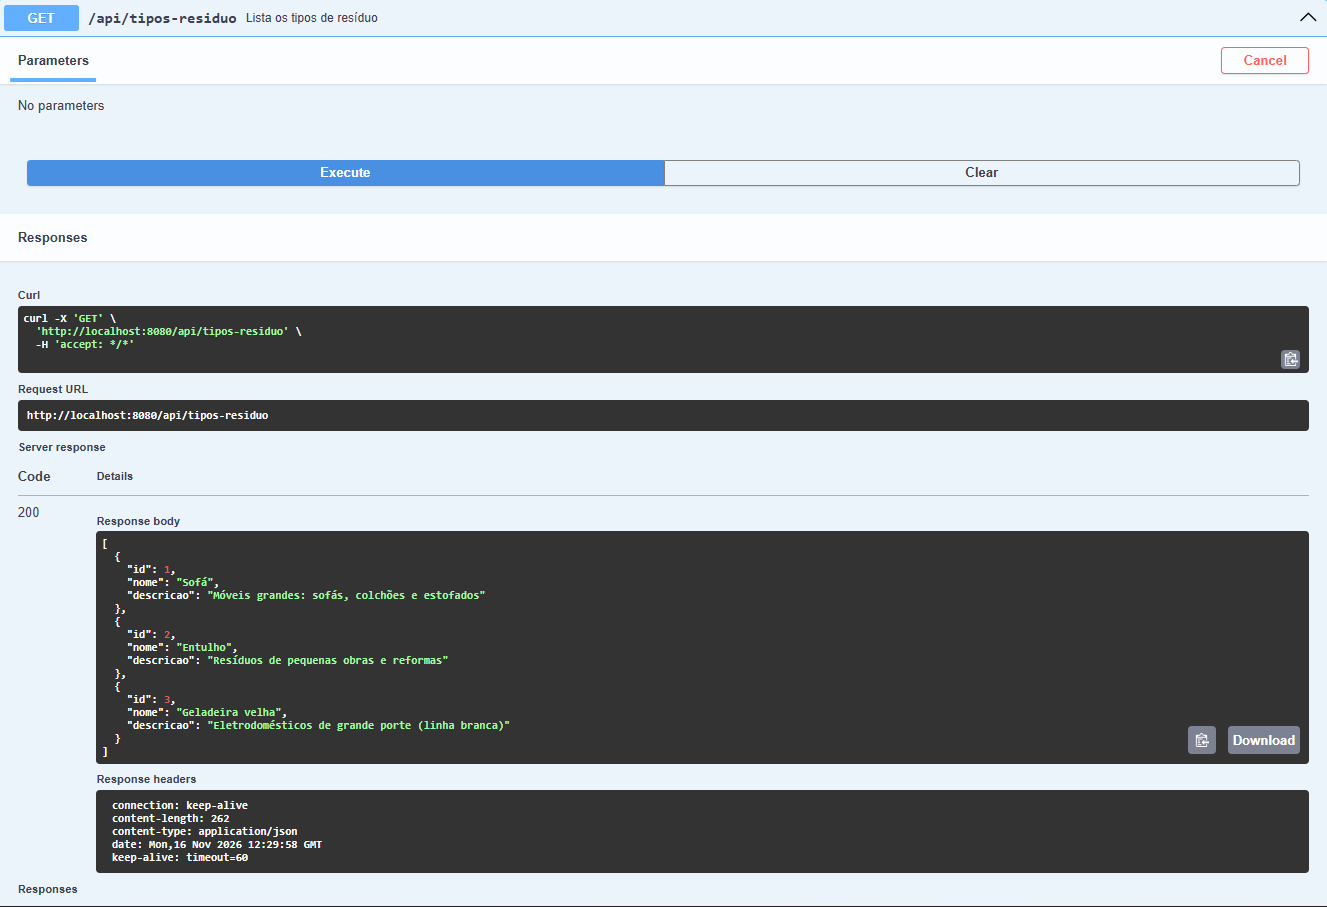 GET /api/tipos-residuo Lista os tipos de resíduo
Parameters
Cancel
No parameters
Execute
Clear
Responses
Curl
curl -X 'GET' \
  'http://localhost:8080/api/tipos-residuo' \
  -H 'accept: */*'
Request URL
http://localhost:8080/api/tipos-residuo
Server response
Code Details
200
Response body
[
  {
    "id": 1,
    "nome": "Sofá",
    "descricao": "Móveis grandes: sofás, colchões e estofados"
  },
  {
    "id": 2,
    "nome": "Entulho",
    "descricao": "Resíduos de pequenas obras e reformas"
  },
  {
    "id": 3,
    "nome": "Geladeira velha",
    "descricao": "Eletrodomésticos de grande porte (linha branca)"
  }
]
Download
Response headers
connection: keep-alive
content-length: 262
content-type: application/json
date: Mon,16 Nov 2026 12:29:58 GMT
keep-alive: timeout=60
Responses